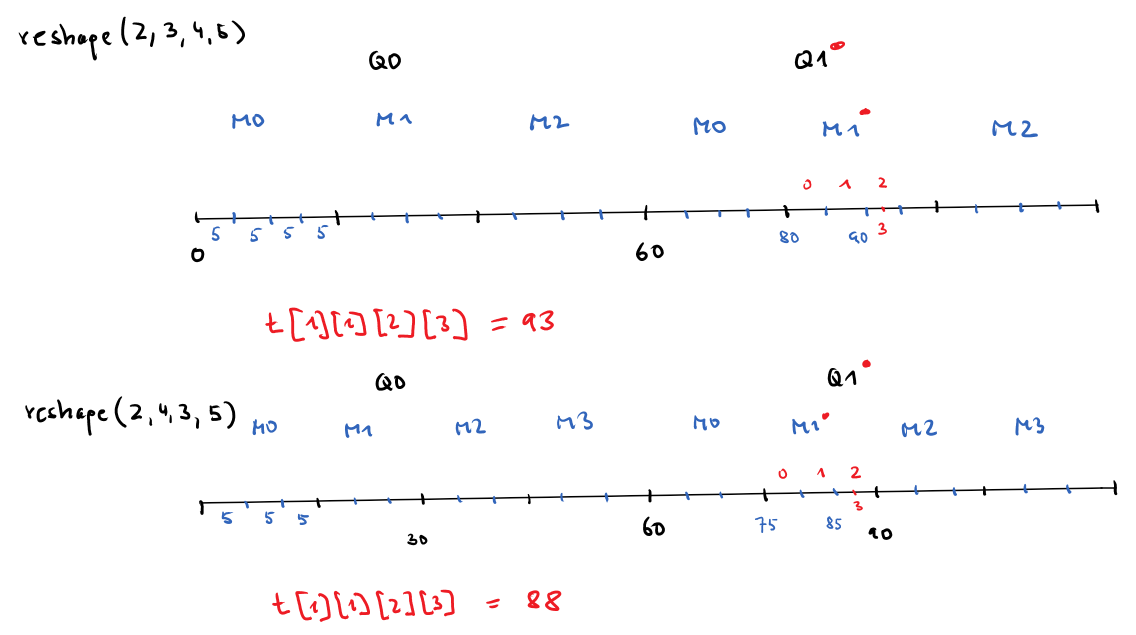 reshape(2, 3, 4, 5)
Q0 Q1
M0 M1 M2 M0 M1 M2
0 1 2
5 5 5 5 80 90 3
0 60
t[1][1][2][3] = 93
Q0 Q1
reshape(2, 4, 3, 5) M0 M1 M2 M3 M0 M1 M2 M3
0 1 2
5 5 5 75 85 3
30 60 90
t[1][1][2][3] = 88